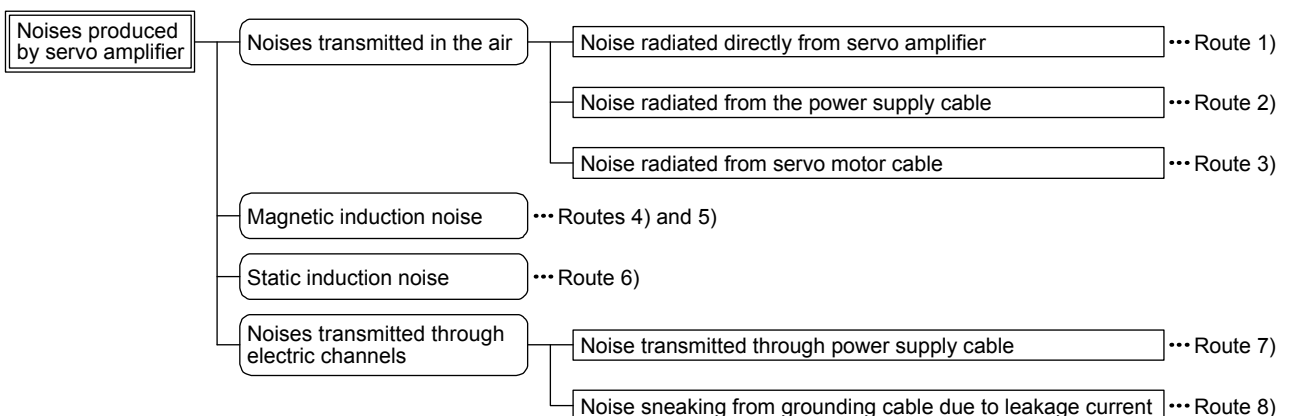 Noises produced
by servo amplifier
Noises transmitted in the air
Noise radiated directly from servo amplifier
••• Route 1)
Noise radiated from the power supply cable
••• Route 2)
Noise radiated from servo motor cable
••• Route 3)
Magnetic induction noise
••• Routes 4) and 5)
Static induction noise
••• Route 6)
Noises transmitted through
electric channels
Noise transmitted through power supply cable
••• Route 7)
Noise sneaking from grounding cable due to leakage current
••• Route 8)